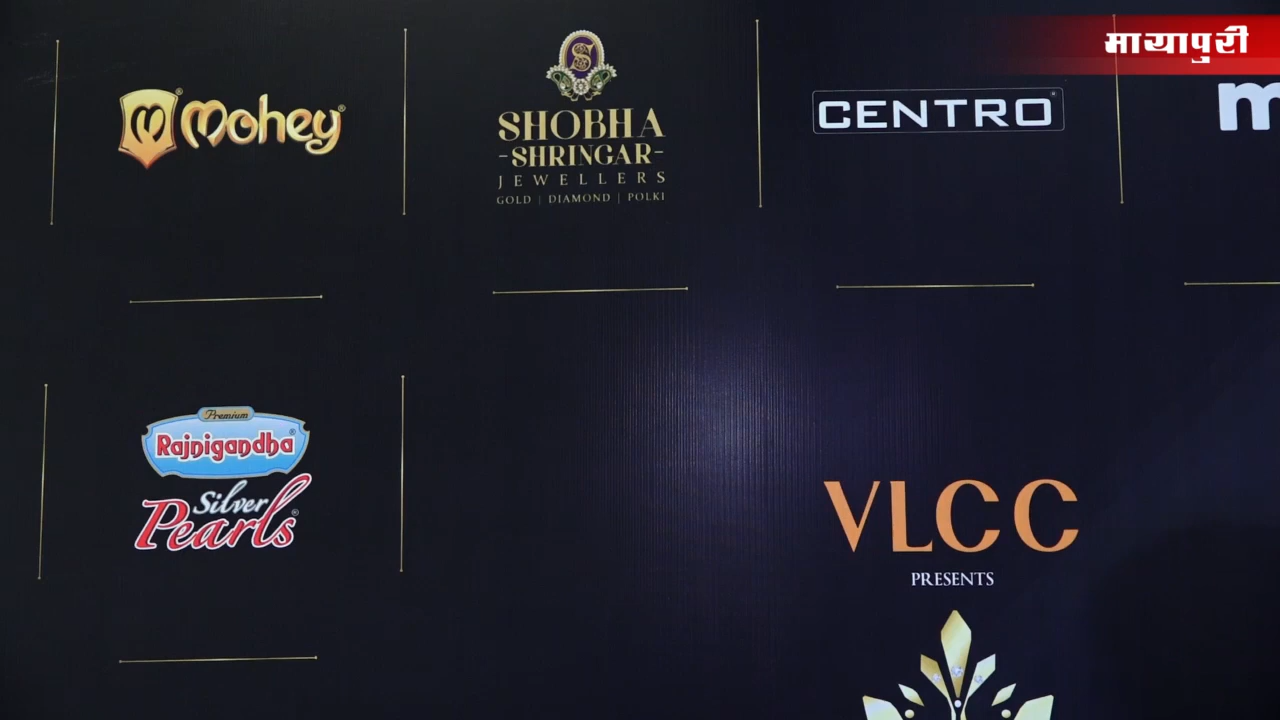 मायापुरी
Mohey
SHOBHA
-SHRINGAR-
JEWELLERS
GOLD | DIAMOND | POLKI
CENTRO
m
Premium
Rajnigandha
Silver
Pearls
VLCC
PRESENTS